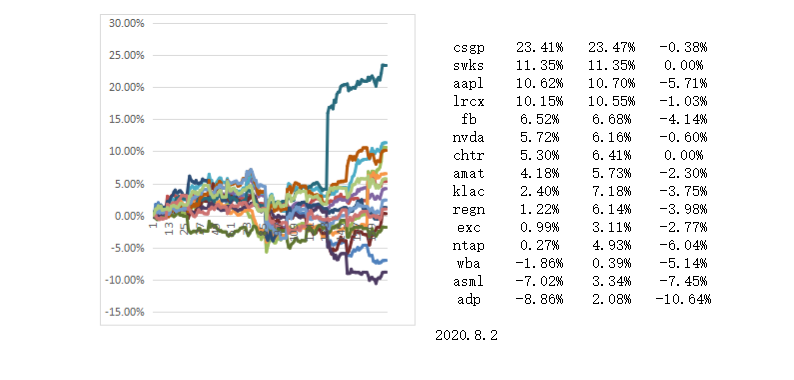 30.00%
25.00%
20.00%
15.00%
10.00%
5.00%
0.00%
-5.00%
-10.00%
-15.00%
1
13
25
csgp 23.41% 23.47% -0.38%
swks 11.35% 11.35% 0.00%
aapl 10.62% 10.70% -5.71%
lrcx 10.15% 10.55% -1.03%
fb 6.52% 6.68% -4.14%
nvda 5.72% 6.16% -0.60%
chtr 5.30% 6.41% 0.00%
amat 4.18% 5.73% -2.30%
klac 2.40% 7.18% -3.75%
regn 1.22% 6.14% -3.98%
exc 0.99% 3.11% -2.77%
ntap 0.27% 4.93% -6.04%
wba -1.86% 0.39% -5.14%
asml -7.02% 3.34% -7.45%
adp -8.86% 2.08% -10.64%
2020.8.2